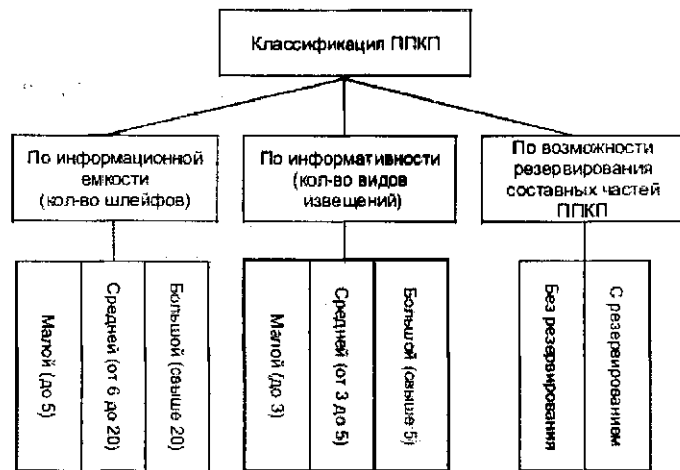 Классификация ППКП
По информационной
емкости
(кол-во шлейфов)
По информативности
(кол-во видов
извещений)
По возможности
резервирования
составных частей
ППКП
Малой (до 5)
Средней (от 6 до 20)
Большой (свыше 20)
Малой (до 3)
Средней (от 3 до 5)
Большой (свыше 5)
Без резервирования
С резервированием